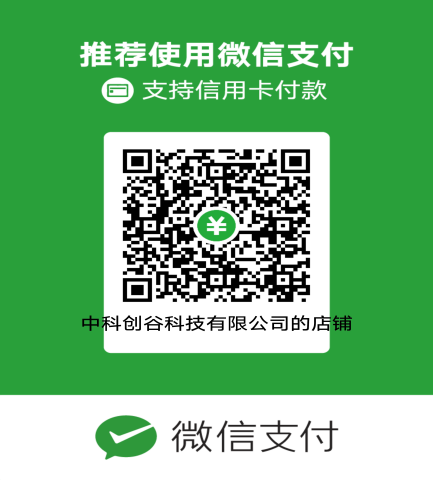 推荐使用微信支付
支持信用卡付款
¥
中科创谷科技有限公司的店铺
微信支付